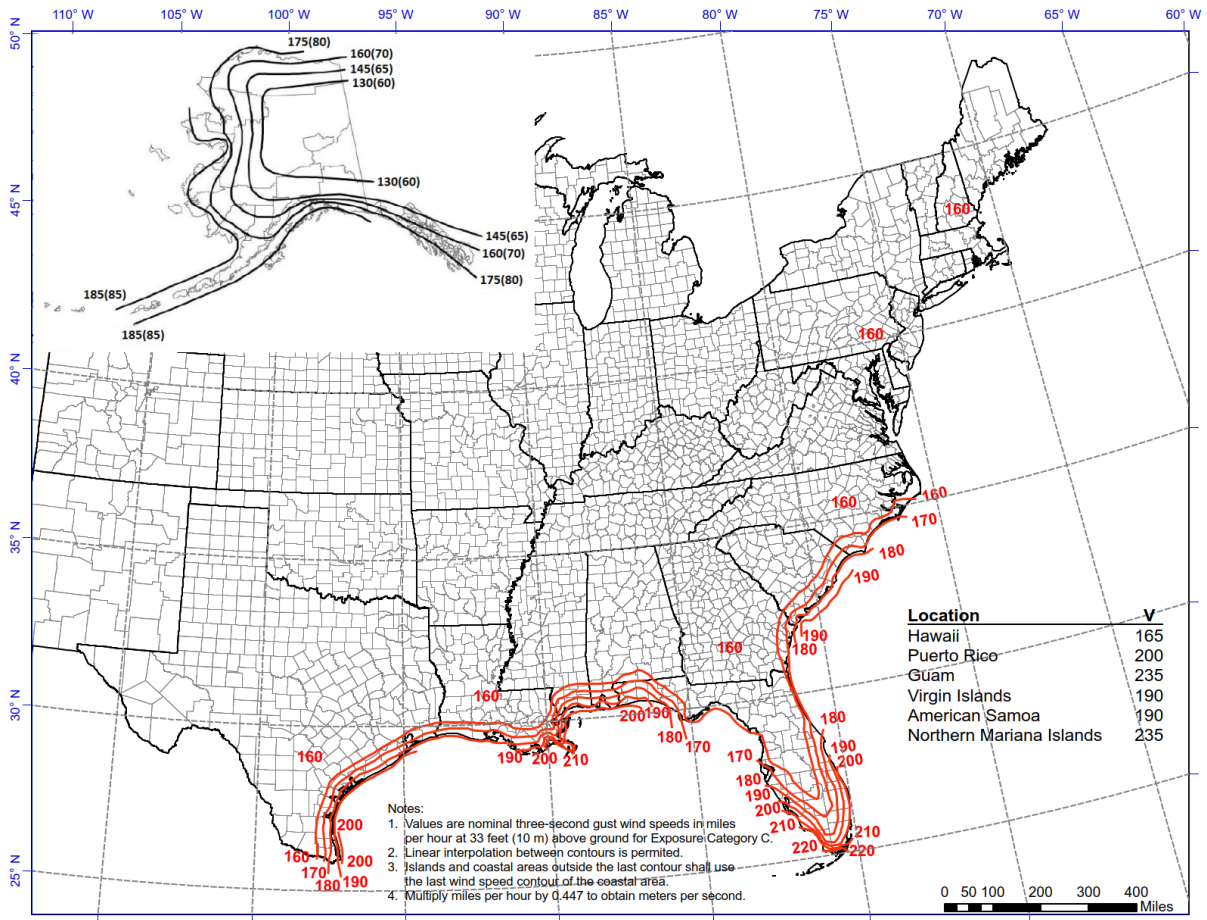 110° W 105° W 100° W 95° W 90° W 85° W 80° W 75° W 70° W 65° W 60° W
50° N
45° N
40° N
35° N
30° N
25° N
175(80)
160(70)
145(65)
130(60)
130(60)
145(65)
160(70)
175(80)
185(85)
185(85)
160
160
160
160
170
180
190
190
180
160
160
160
200 190
180
170
190 200 210
180
190
200
170
180
190
200
210
220
210
220
200
160
170
180
190
200
Location V
Hawaii 165
Puerto Rico 200
Guam 235
Virgin Islands 190
American Samoa 190
Northern Mariana Islands 235
Notes:
1. Values are nominal three-second gust wind speeds in miles
per hour at 33 feet (10 m) above ground for Exposure Category C.
2. Linear interpolation between contours is permited.
3. Islands and coastal areas outside the last contour shall use
the last wind speed contour of the coastal area.
4. Multiply miles per hour by 0.447 to obtain meters per second.
0 50 100 200 300 400
Miles